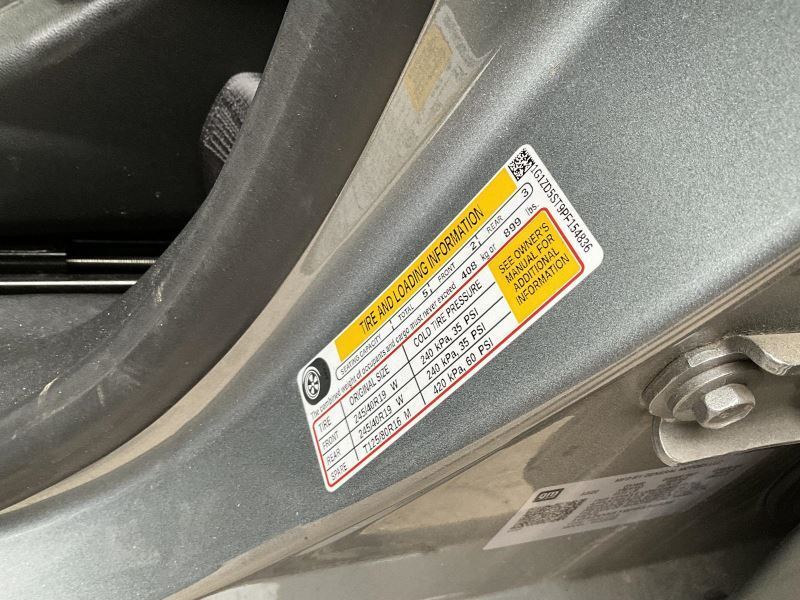 1G1ZD5ST9PF154836
TIRE AND LOADING INFORMATION
SEATING CAPACITY TOTAL 5 FRONT 2 REAR 3
The combined weight of occupants and cargo must never exceed 408 kg or 899 lbs.
TIRE ORIGINAL SIZE COLD TIRE PRESSURE
FRONT 245/40R19 W 240 kPa, 35 PSI
REAR 245/40R19 W 240 kPa, 35 PSI
SPARE T125/80R16 M 420 kPa, 60 PSI
SEE OWNER'S
MANUAL FOR
ADDITIONAL
INFORMATION
gm